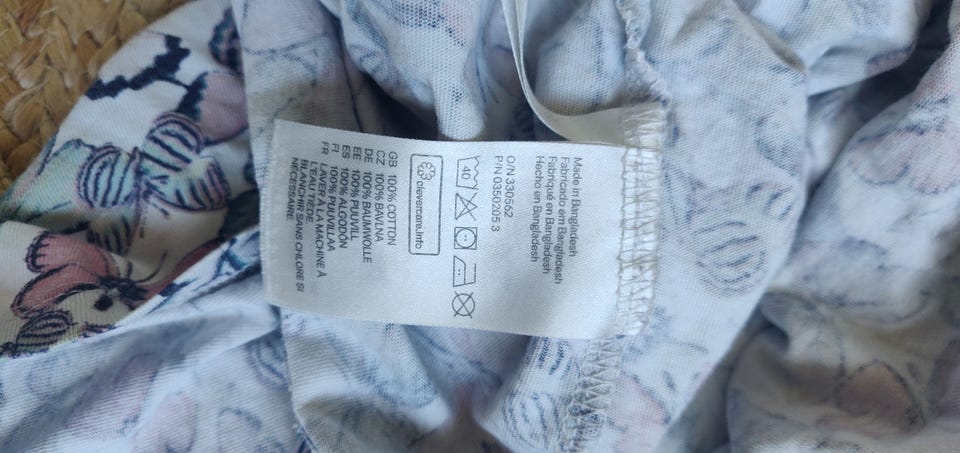 Made in Bangladesh
Fabricado em Bangladesh
Fabriqué en Bangladesh
Hecho en Bangladesh
O/N 330562
P/N 0350205 3
40
clevercare.info
GB 100% COTTON
CZ 100% BAVLNA
DE 100% BAUMWOLLE
EE 100% PUUVILL
ES 100% ALGODÓN
FI 100% PUUVILLAA
FR LAVER À LA MACHINE À
L'EAU TIÈDE
BLANCHIR SANS CHLORE SI
NÉCESSAIRE